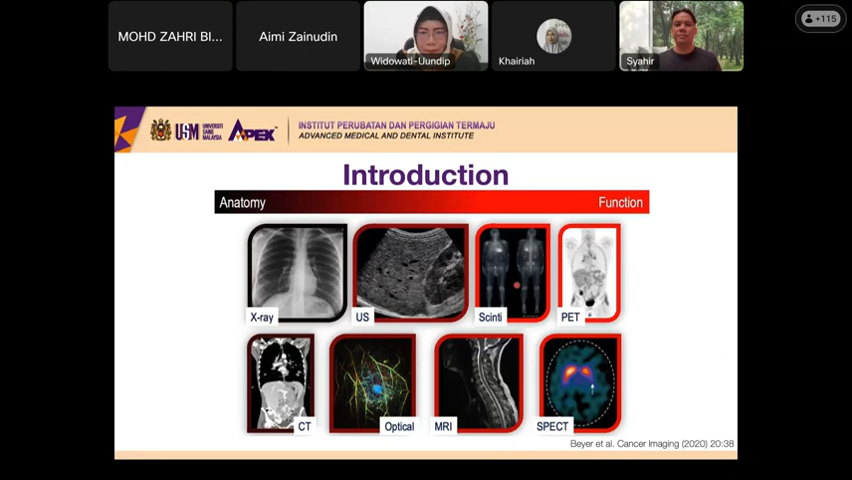 MOHD ZAHRI BI...
Aimi Zainudin
Widowati-Uundip
Khairiah
Syahir
+115
USM UNIVERSITI SAINS MALAYSIA
APEX™
INSTITUT PERUBATAN DAN PERGIGIAN TERMAJU
ADVANCED MEDICAL AND DENTAL INSTITUTE
Introduction
Anatomy Function
X-ray US Scinti PET
CT Optical MRI SPECT
Beyer et al. Cancer Imaging (2020) 20:38